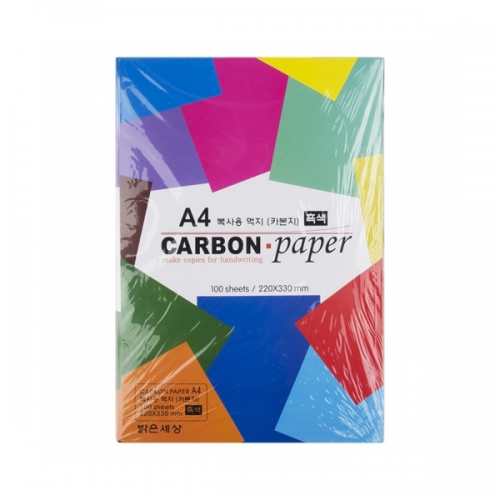 A4 복사용 먹지 (카본지) 흑색
CARBON·paper
make copies for handwriting
100 sheets / 220X330 mm
CARBON PAPER A4
복사용 먹지 (카본지)
100 sheets 흑색
220X330 mm
밝은세상